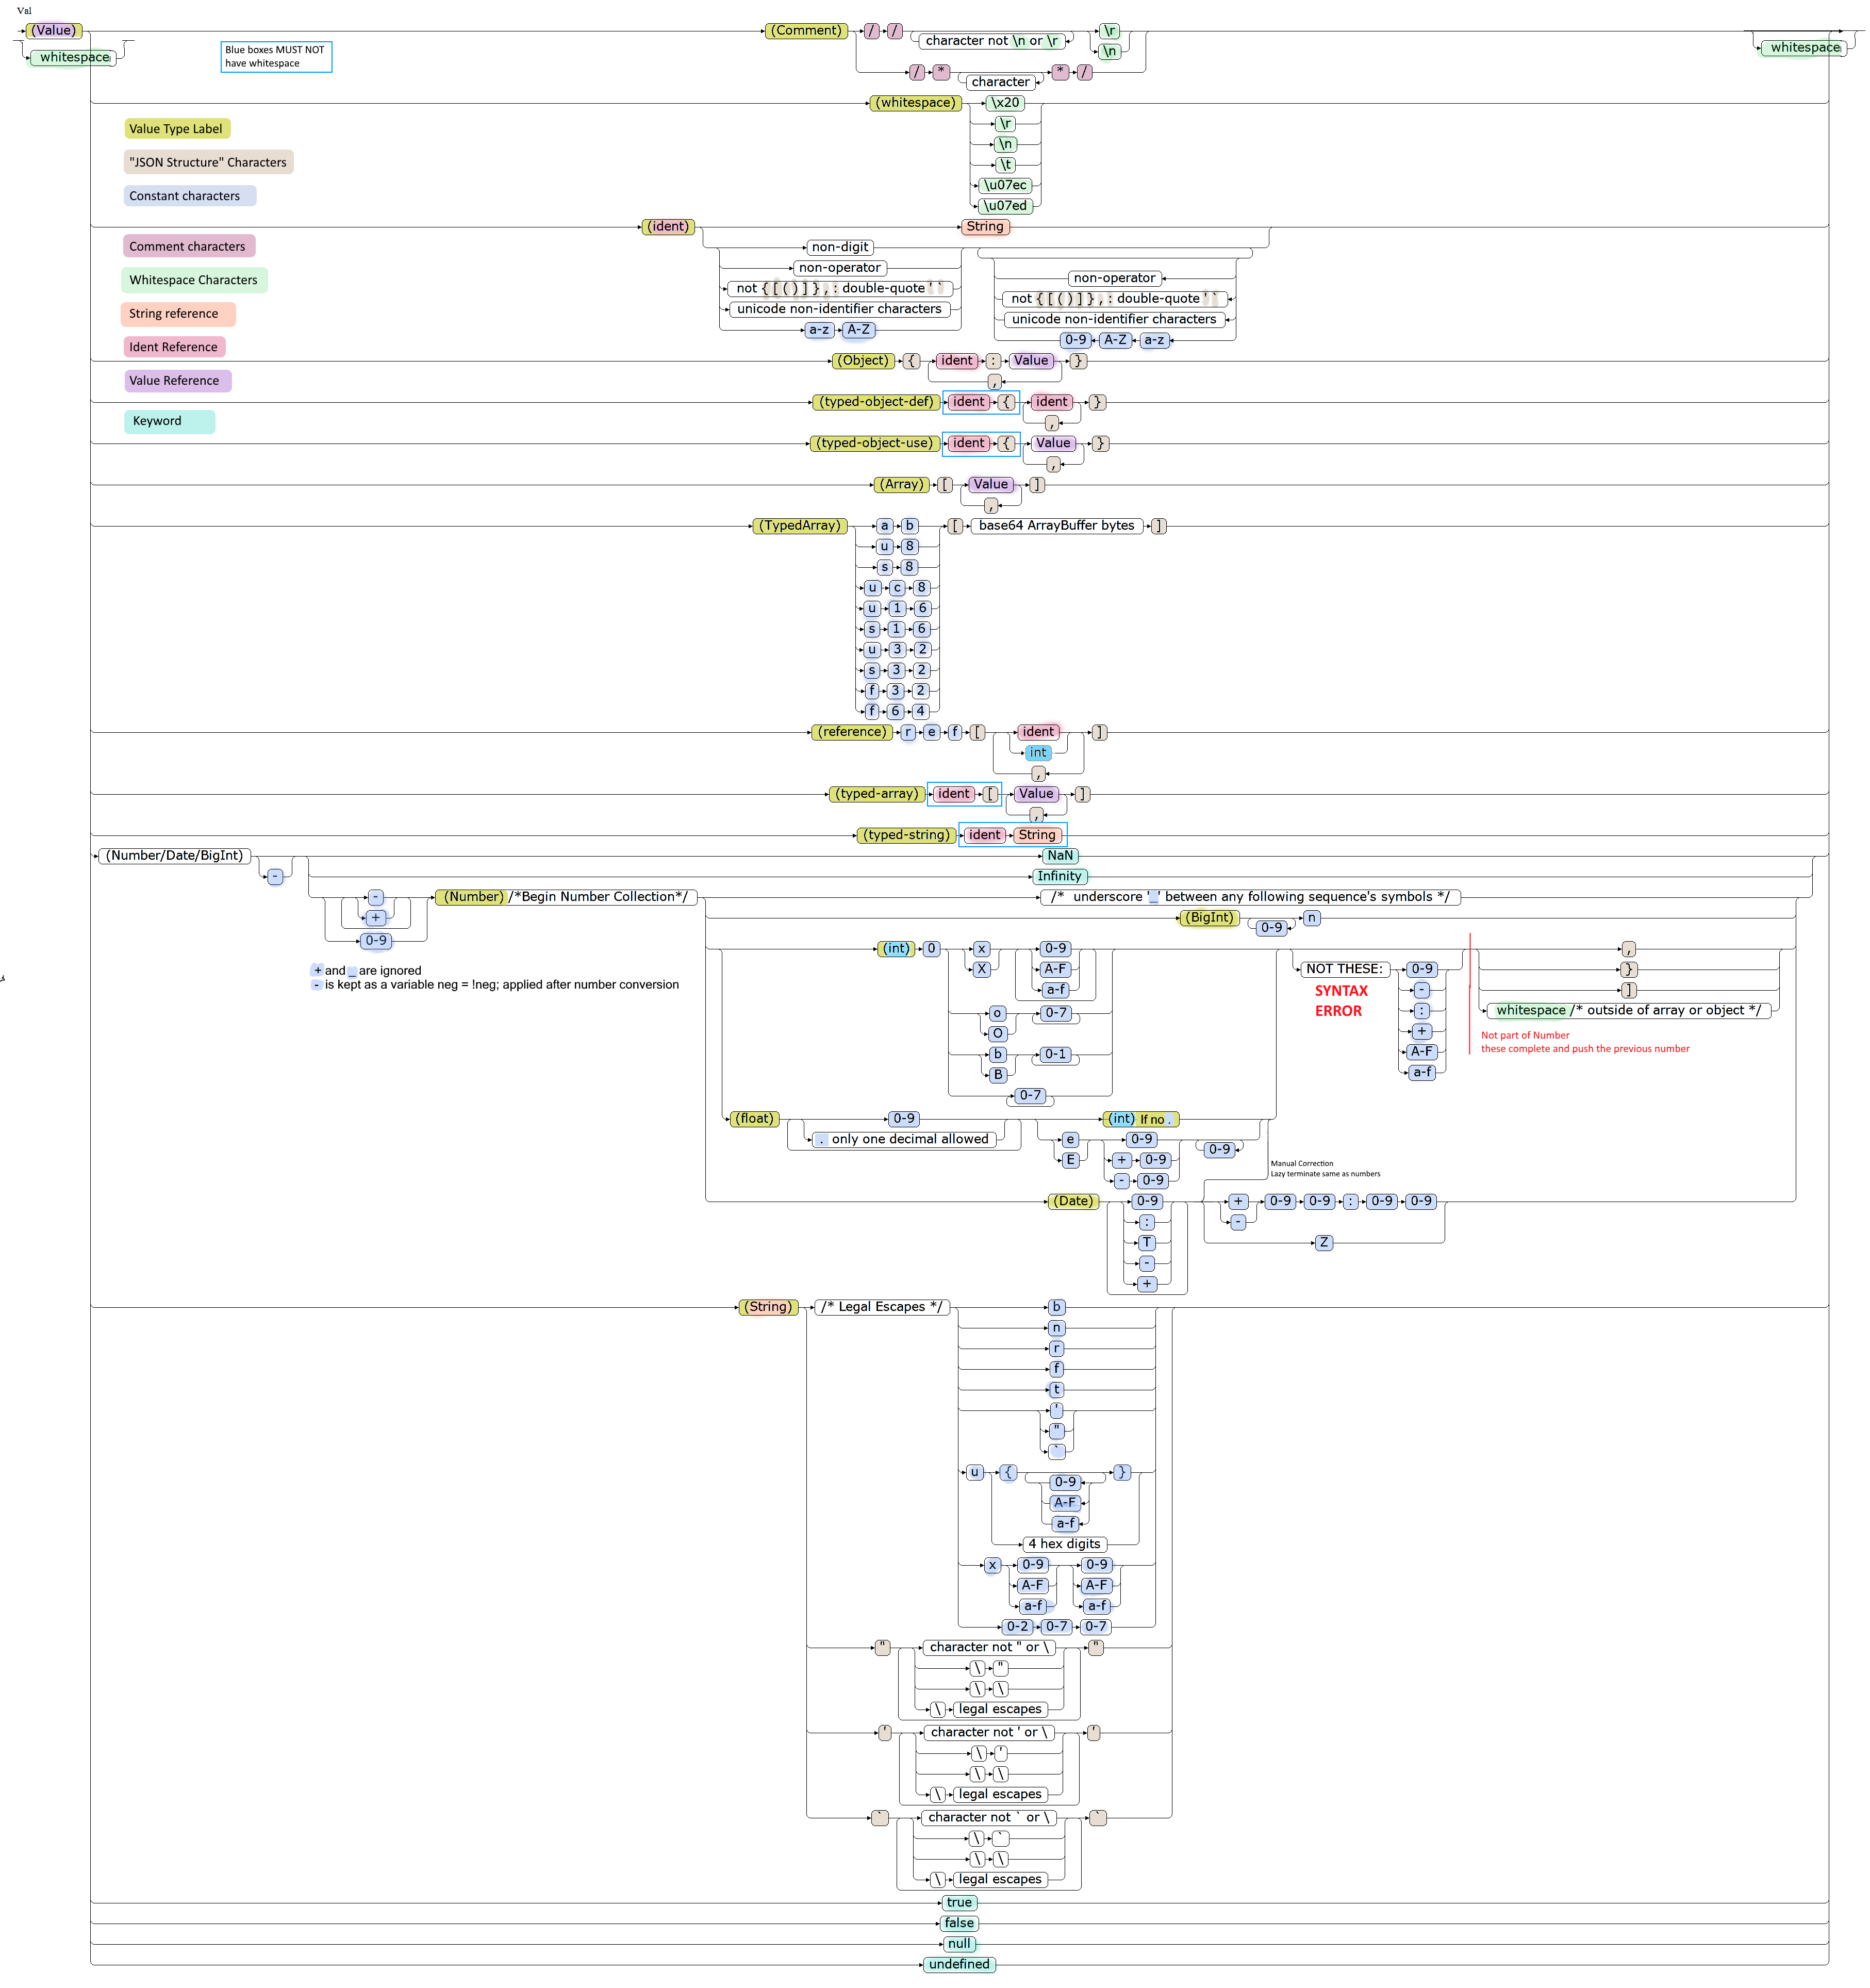 Val
(Value) (Comment) / / character not \n or \r \r
whitespace \n whitespace
Blue boxes MUST NOT
have whitespace
/ * character * /
(whitespace) \x20
\r
\n
\t
\u07ec
\u07ed
Value Type Label
"JSON Structure" Characters
Constant characters
Comment characters
Whitespace Characters
String reference
Ident Reference
Value Reference
Keyword
(ident) String
non-digit
non-operator non-operator
not { [ ( ) ] } , : double-quote ' ` not { [ ( ) ] } , : double-quote ' `
unicode non-identifier characters unicode non-identifier characters
a-z A-Z 0-9 A-Z a-z
(Object) { ident : Value }
,
(typed-object-def) ident { ident }
,
(typed-object-use) ident { Value }
,
(Array) [ Value ]
,
(TypedArray) a b [ base64 ArrayBuffer bytes ]
u 8
s 8
u c 8
u 1 6
s 1 6
u 3 2
s 3 2
f 3 2
f 6 4
(reference) r e f [ ident ]
int
,
(typed-array) ident [ Value ]
,
(typed-string) ident String
(Number/Date/BigInt) NaN
- Infinity
- (Number) /*Begin Number Collection*/ /* underscore '_' between any following sequence's symbols */
+ (BigInt) 0-9 n
0-9
+ and _ are ignored
- is kept as a variable neg = !neg; applied after number conversion
(int) 0 x 0-9
X A-F
a-f
o 0-7
O
b 0-1
B
0-7
NOT THESE: 0-9
SYNTAX
ERROR
-
:
+
A-F
a-f
,
}
]
whitespace /* outside of array or object */
Not part of Number
these complete and push the previous number
(float) 0-9 (int) If no .
. only one decimal allowed e 0-9 0-9
E + 0-9
- 0-9
Manual Correction
Lazy terminate same as numbers
(Date) 0-9 + 0-9 0-9 : 0-9 0-9
: -
T Z
-
+
(String) /* Legal Escapes */ b
n
r
f
t
'
"
`
u { 0-9 }
A-F
a-f
4 hex digits
x 0-9 0-9
A-F A-F
a-f a-f
0-2 0-7 0-7
" character not " or \ "
\ "
\ \
\ legal escapes
' character not ' or \ '
\ '
\ \
\ legal escapes
` character not ` or \ `
\ `
\ \
\ legal escapes
true
false
null
undefined